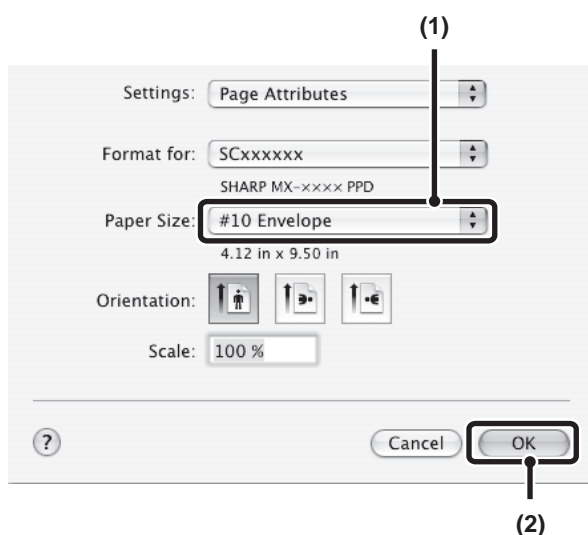 (1)
Settings: Page Attributes
Format for: SCxxxxxx
SHARP MX-×××× PPD
Paper Size: #10 Envelope
4.12 in x 9.50 in
Orientation:
Scale: 100 %
? Cancel OK
(2)